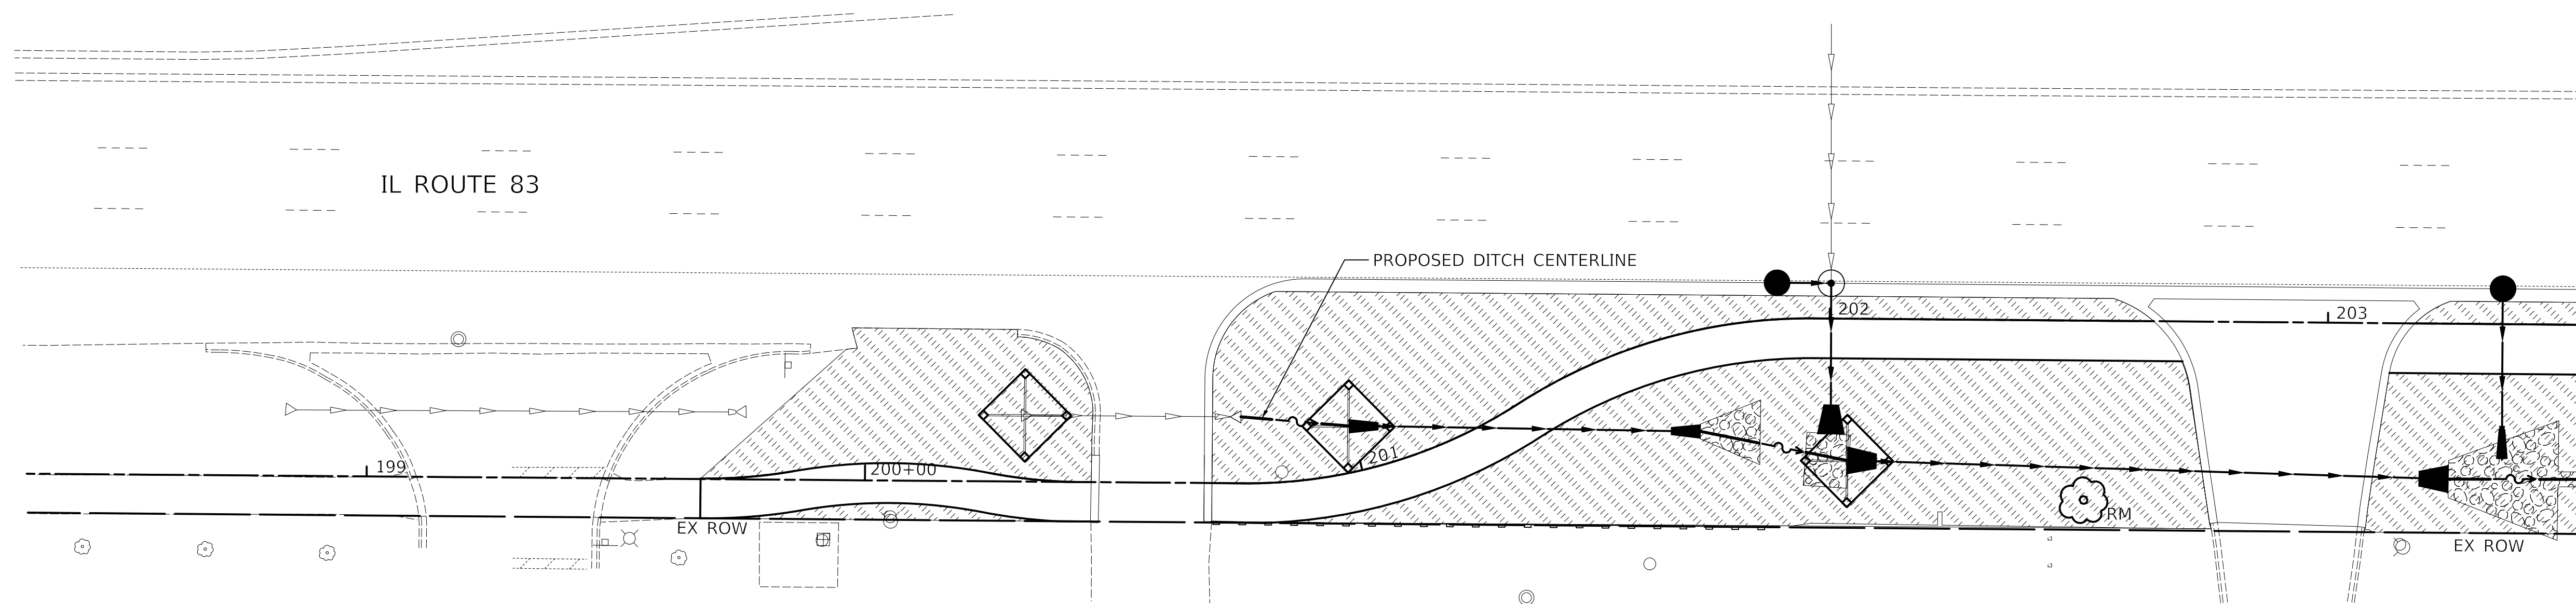 IL ROUTE 83
PROPOSED DITCH CENTERLINE
202
203
199
200+00
201
RM
EX ROW
EX ROW